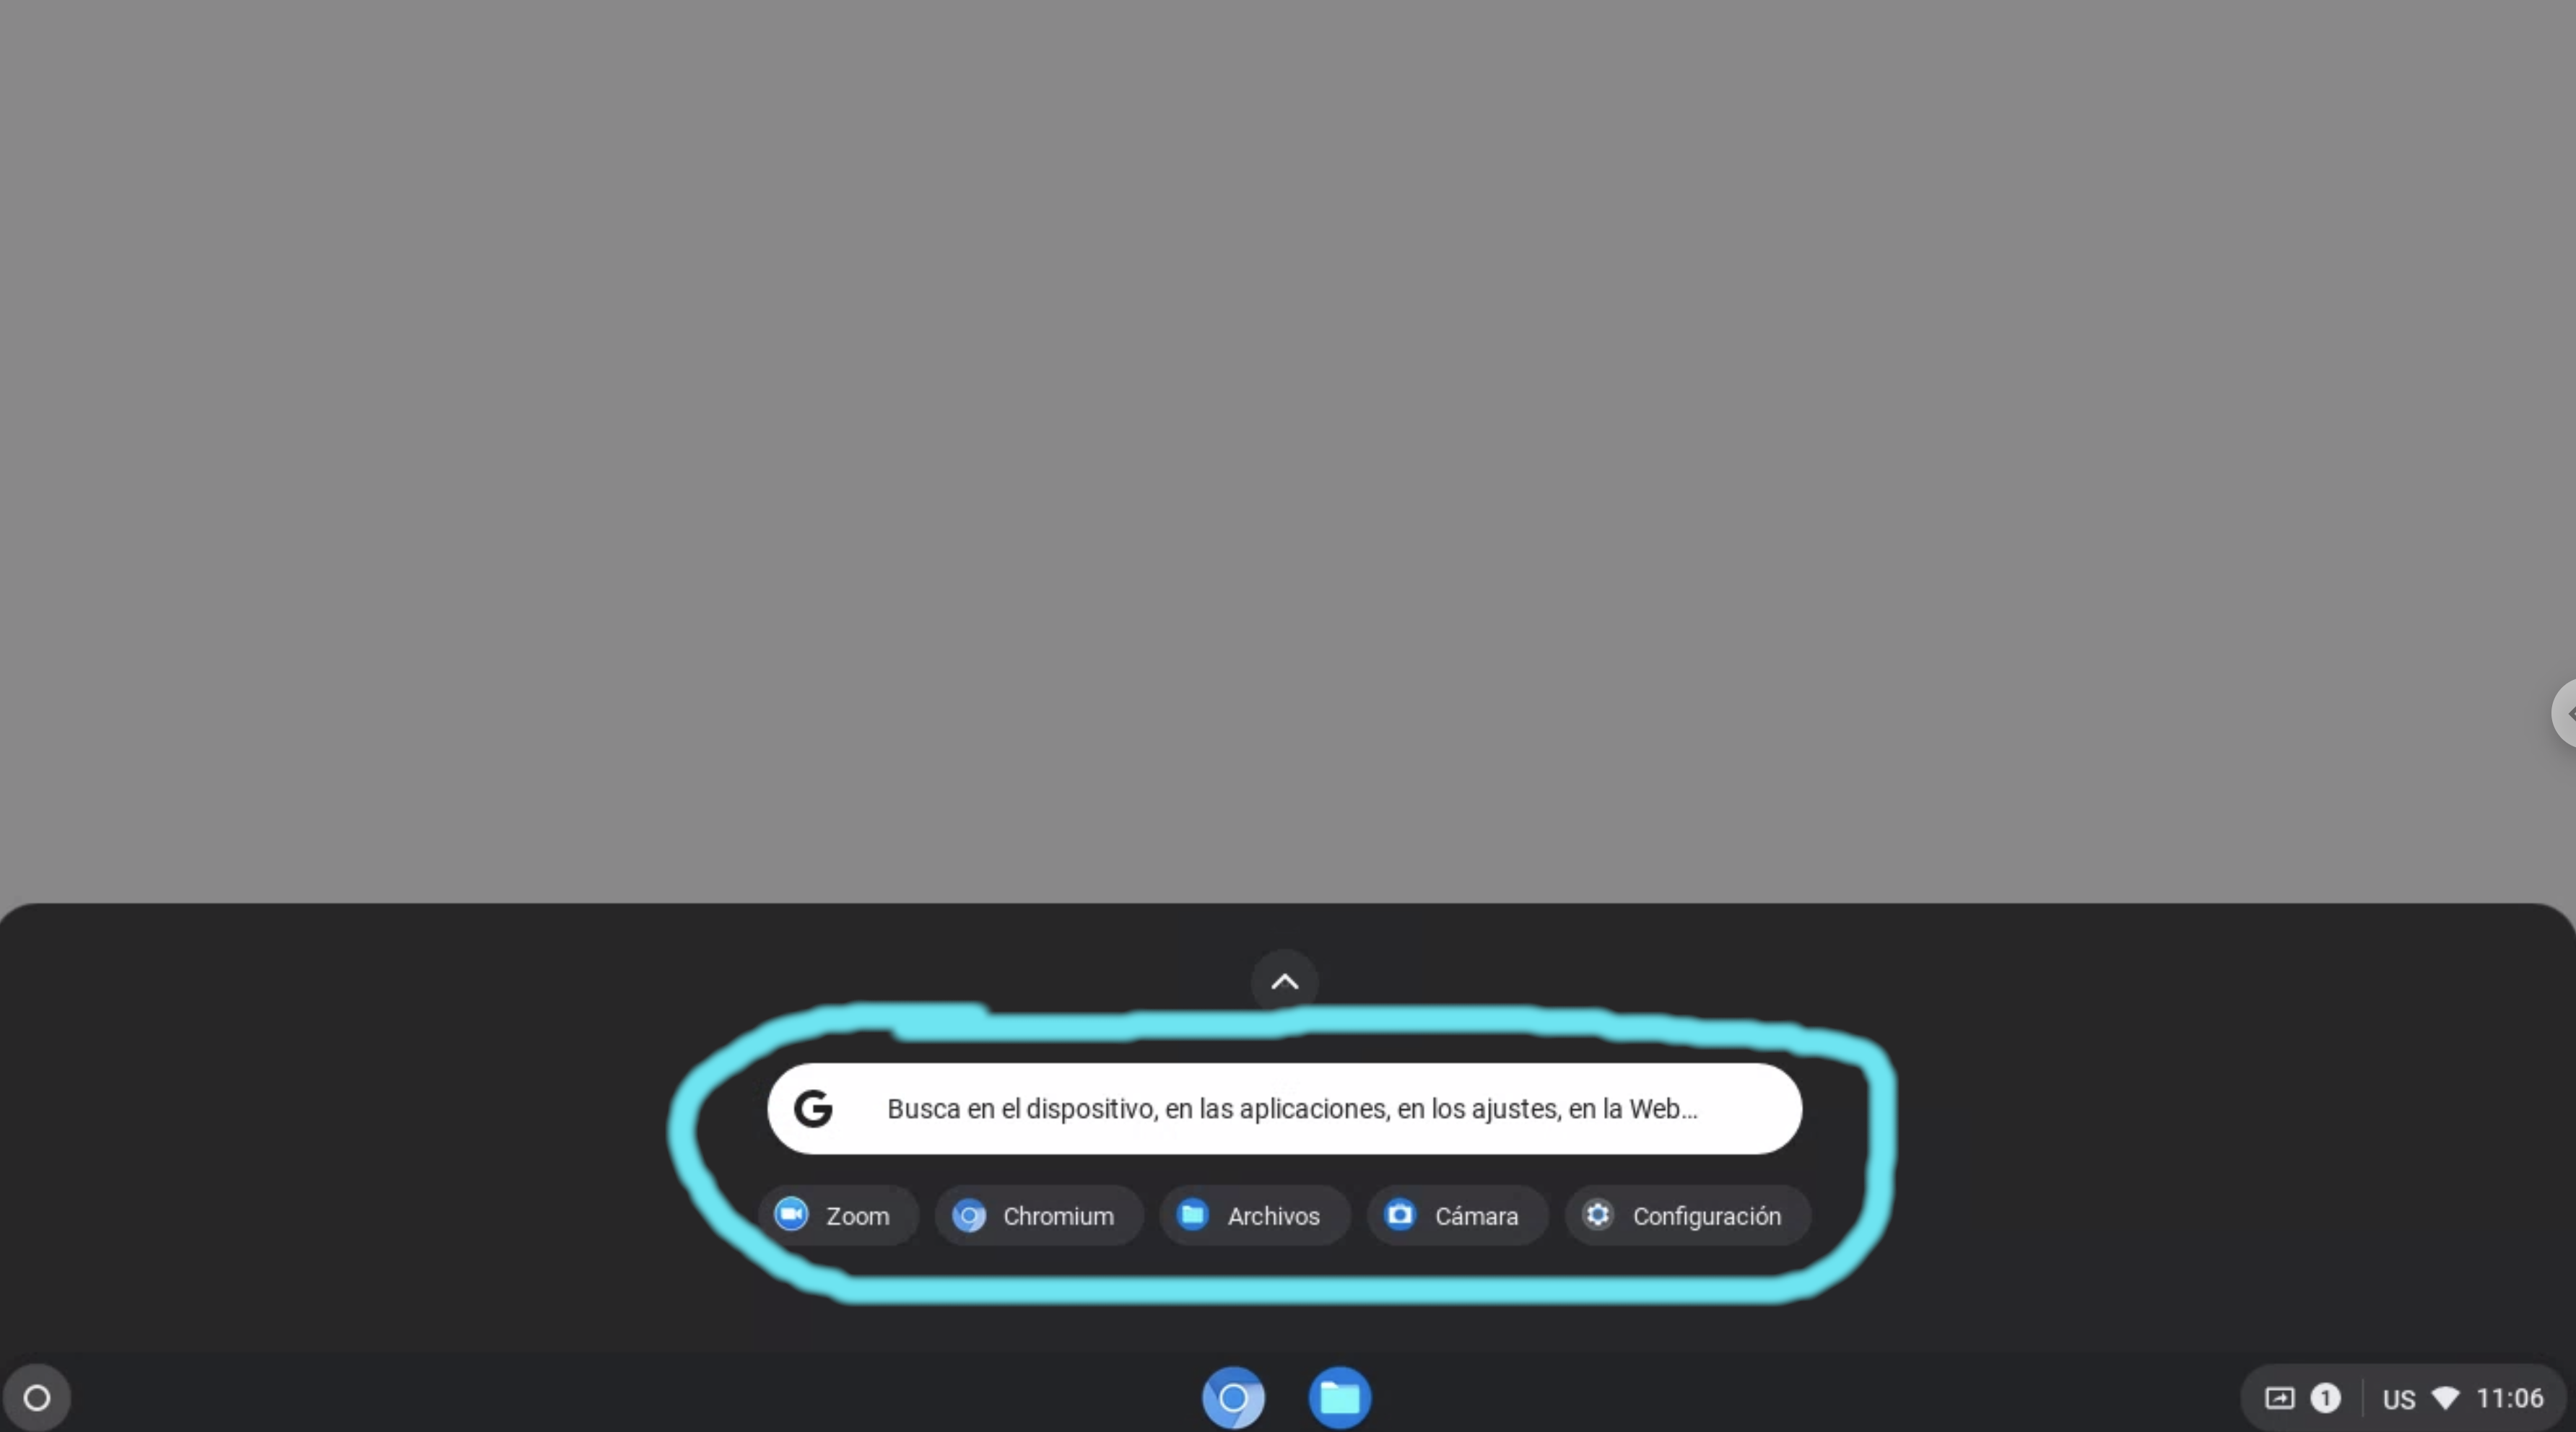 G Busca en el dispositivo, en las aplicaciones, en los ajustes, en la Web...
Zoom Chromium Archivos Cámara Configuración
1 US 11:06